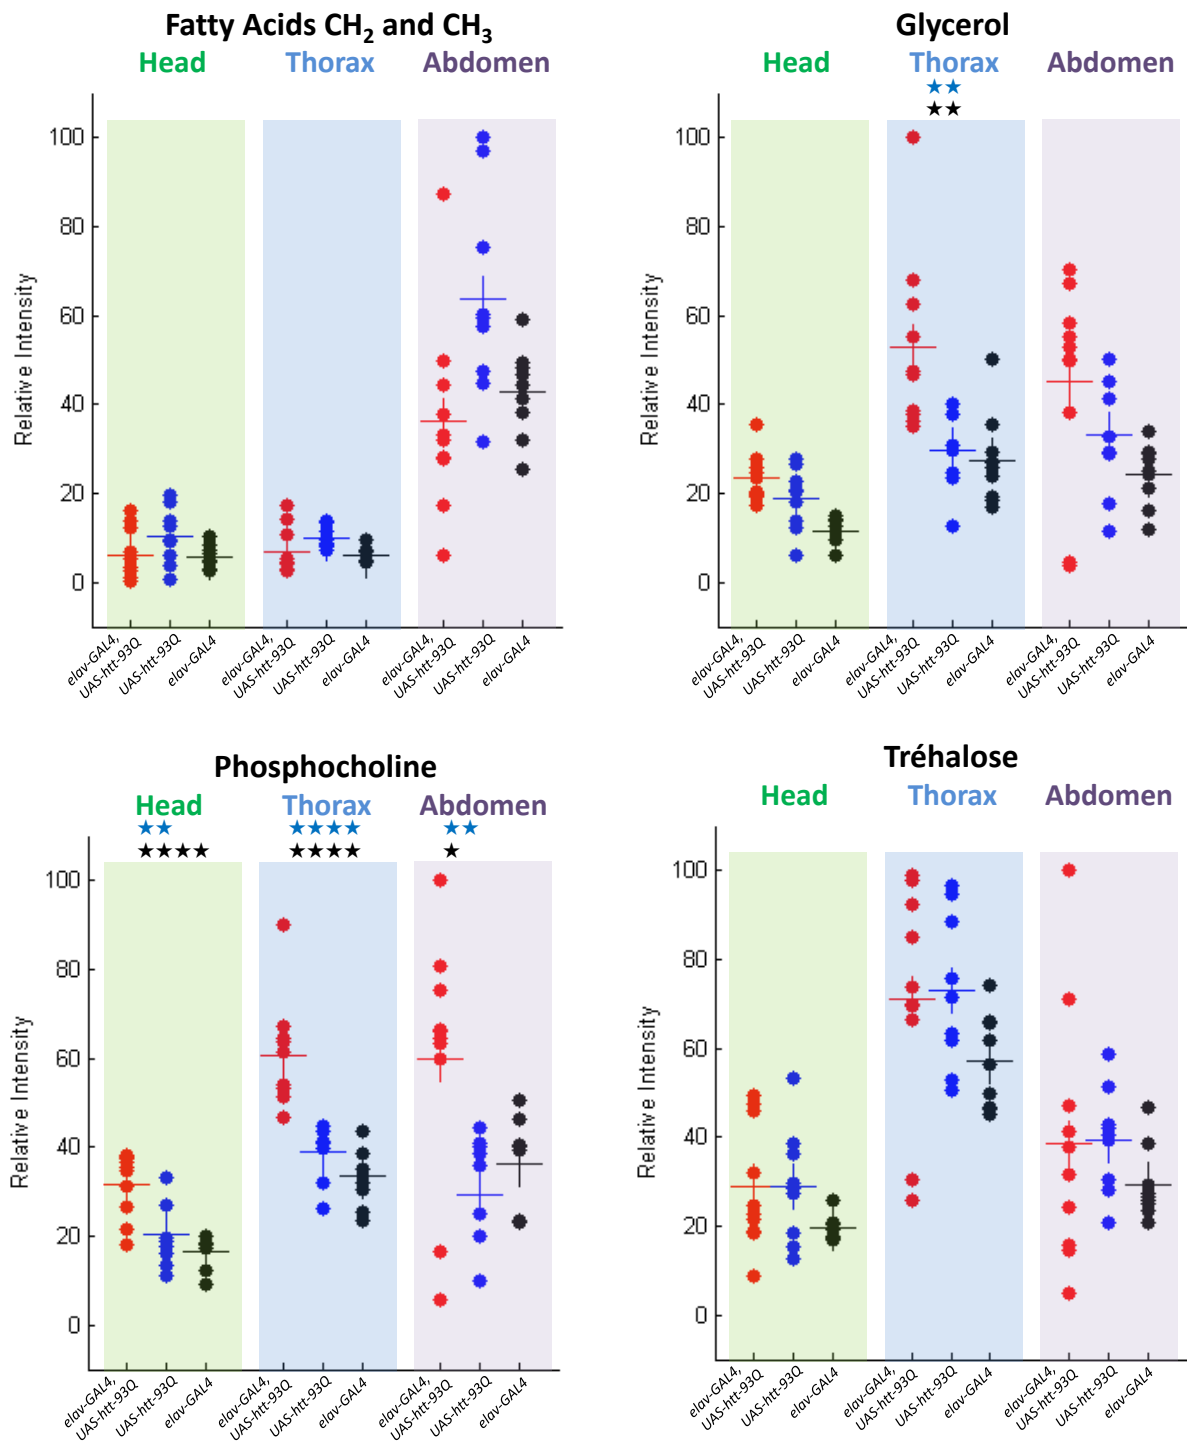 Fatty Acids CH₂ and CH₃
Head Thorax Abdomen
Relative Intensity
100
80
60
40
20
0
elav-GAL4,
UAS-htt-93Q
UAS-htt-93Q
elav-GAL4
elav-GAL4,
UAS-htt-93Q
UAS-htt-93Q
elav-GAL4
elav-GAL4,
UAS-htt-93Q
UAS-htt-93Q
elav-GAL4
Glycerol
Head Thorax Abdomen
★★
★★
Relative Intensity
100
80
60
40
20
0
elav-GAL4,
UAS-htt-93Q
UAS-htt-93Q
elav-GAL4
elav-GAL4,
UAS-htt-93Q
UAS-htt-93Q
elav-GAL4
elav-GAL4,
UAS-htt-93Q
UAS-htt-93Q
elav-GAL4
Phosphocholine
Head Thorax Abdomen
★★ ★★★★ ★★
★★★★ ★★★★ ★
Relative Intensity
100
80
60
40
20
0
elav-GAL4,
UAS-htt-93Q
UAS-htt-93Q
elav-GAL4
elav-GAL4,
UAS-htt-93Q
UAS-htt-93Q
elav-GAL4
elav-GAL4,
UAS-htt-93Q
UAS-htt-93Q
elav-GAL4
Tréhalose
Head Thorax Abdomen
Relative Intensity
100
80
60
40
20
0
elav-GAL4,
UAS-htt-93Q
UAS-htt-93Q
elav-GAL4
elav-GAL4,
UAS-htt-93Q
UAS-htt-93Q
elav-GAL4
elav-GAL4,
UAS-htt-93Q
UAS-htt-93Q
elav-GAL4